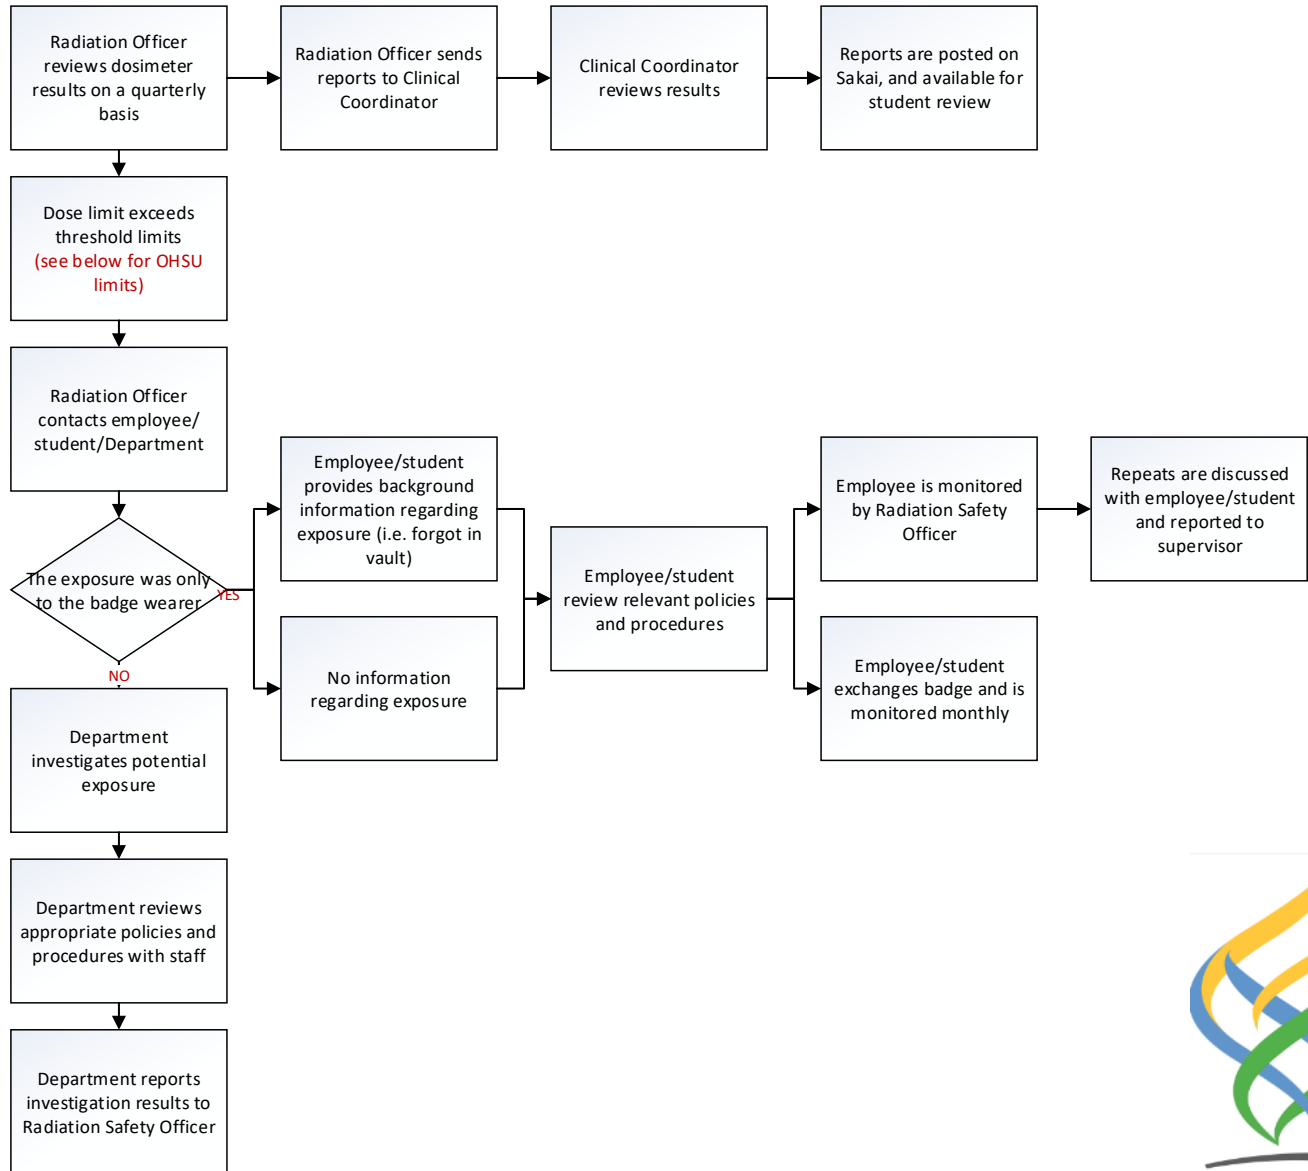 Radiation Officer
reviews dosimeter
results on a quarterly
basis
Radiation Officer sends
reports to Clinical
Coordinator
Clinical Coordinator
reviews results
Reports are posted on
Sakai, and available for
student review
Dose limit exceeds
threshold limits
(see below for OHSU
limits)
Radiation Officer
contacts employee/
student/Department
The exposure was only
to the badge wearer
YES
NO
Employee/student
provides background
information regarding
exposure (i.e. forgot in
vault)
No information
regarding exposure
Employee/student
review relevant policies
and procedures
Employee is monitored
by Radiation Safety
Officer
Repeats are discussed
with employee/student
and reported to
supervisor
Employee/student
exchanges badge and is
monitored monthly
Department
investigates potential
exposure
Department reviews
appropriate policies and
procedures with staff
Department reports
investigation results to
Radiation Safety Officer